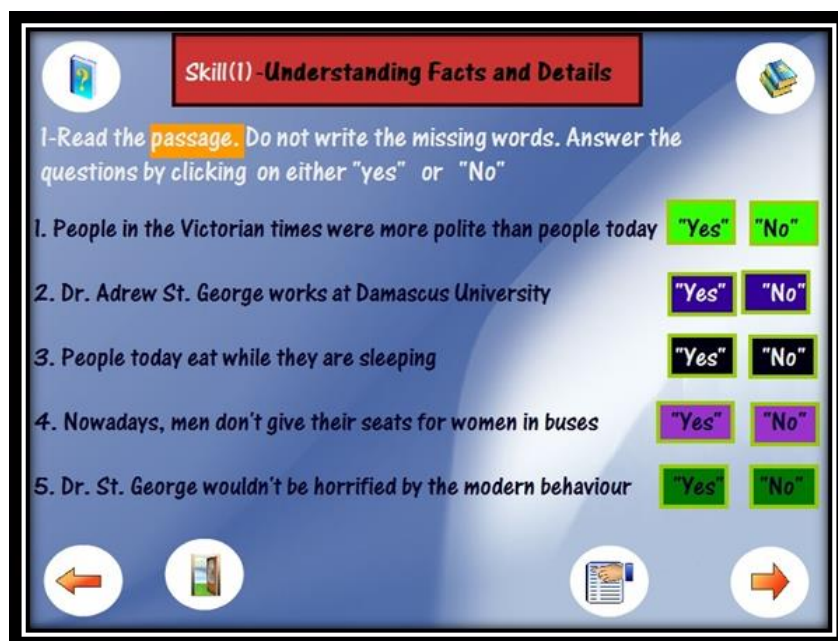 Skill(1)-Understanding Facts and Details
1-Read the passage. Do not write the missing words. Answer the
questions by clicking on either "yes" or "No"
1. People in the Victorian times were more polite than people today "Yes" "No"
2. Dr. Adrew St. George works at Damascus University "Yes" "No"
3. People today eat while they are sleeping "Yes" "No"
4. Nowadays, men don't give their seats for women in buses "Yes" "No"
5. Dr. St. George wouldn't be horrified by the modern behaviour "Yes" "No"